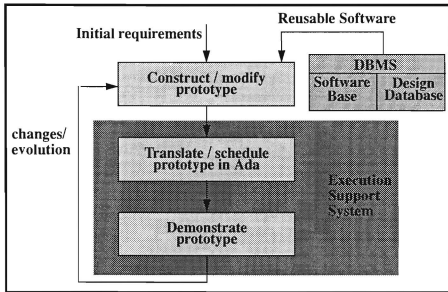 Reusable Software
Initial requirements
DBMS
Software
Base
Design
Database
Construct / modify
prototype
changes/
evolution
Translate / schedule
prototype in Ada
Execution
Support
System
Demonstrate
prototype